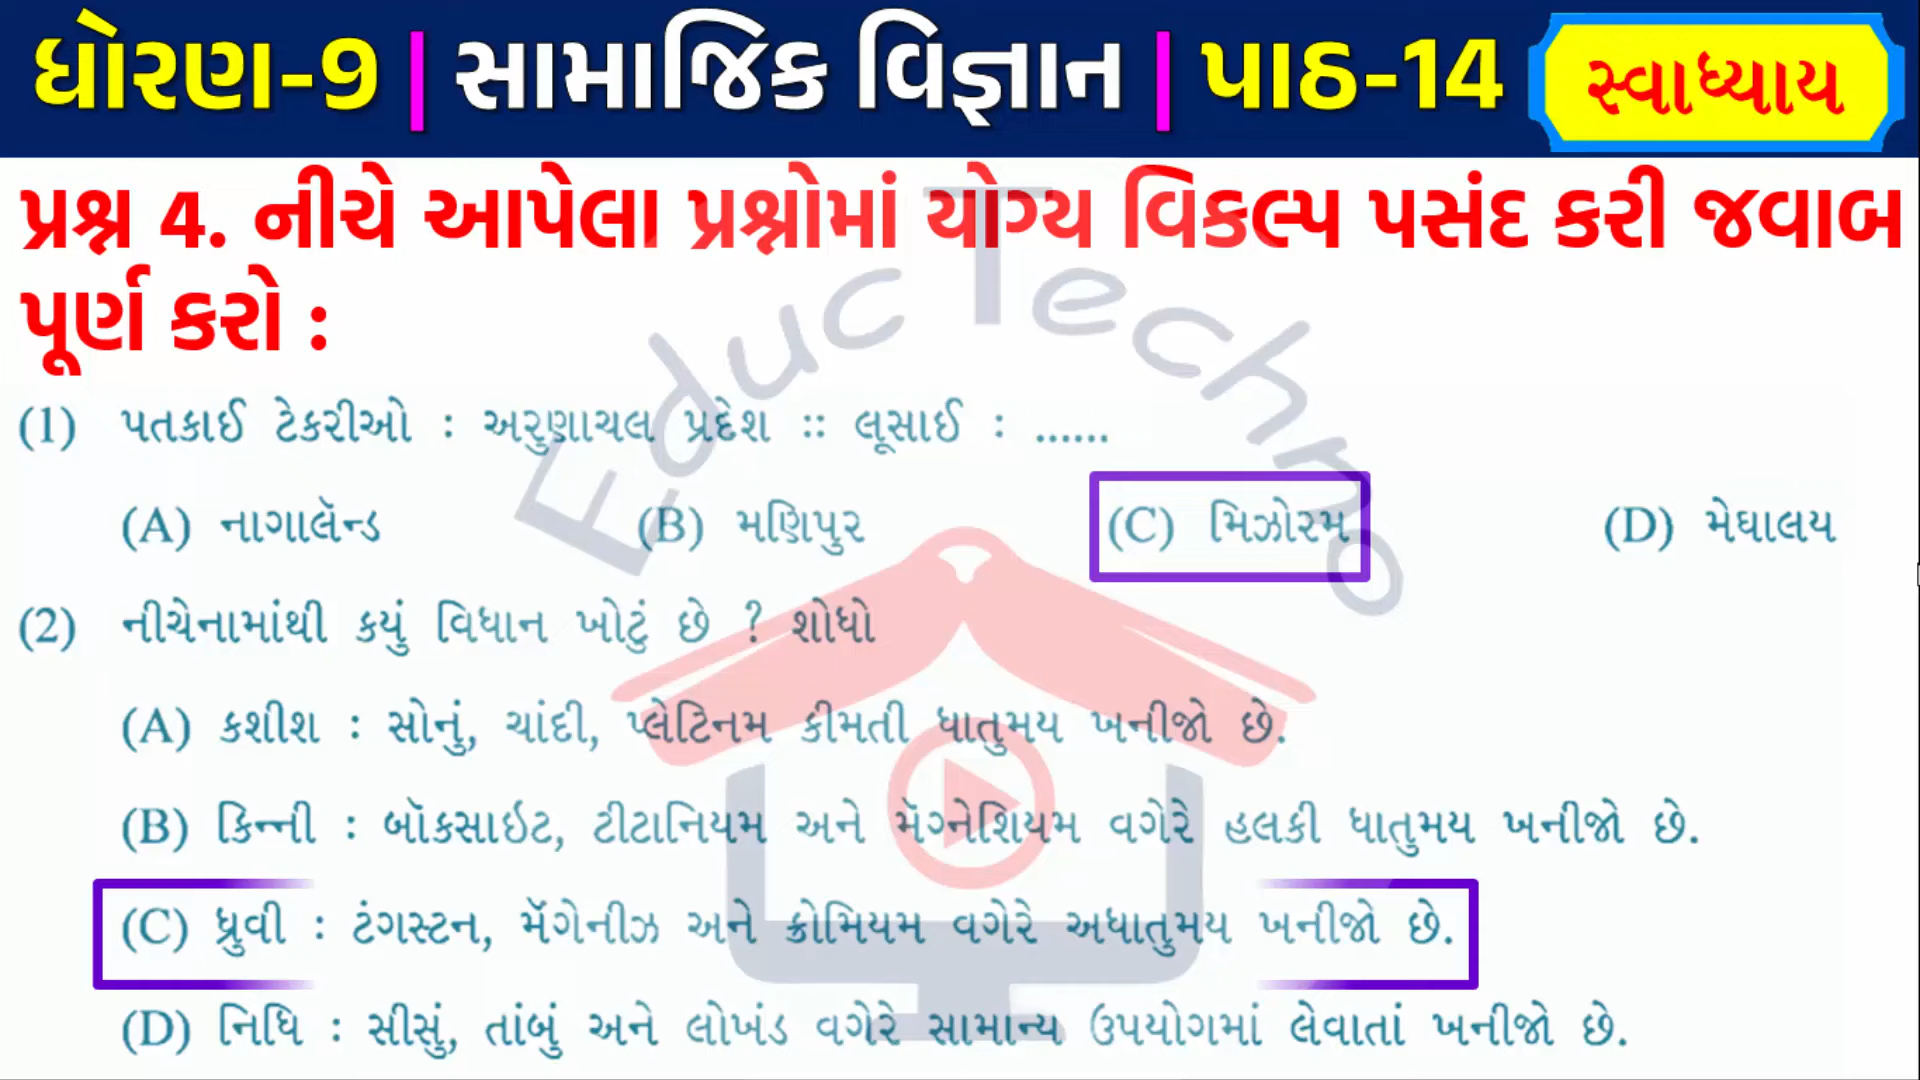 ધોરણ-9 | સામાજિક વિજ્ઞાન | પાઠ-14 સ્વાધ્યાય
પ્રશ્ન 4. નીચે આપેલા પ્રશ્નોમાં યોગ્ય વિકલ્પ પસંદ કરી જવાબ
પૂર્ણ કરો :
EducTechno
(1) પતકાઈ ટેકરીઓ : અરુણાચલ પ્રદેશ :: લૂસાઈ : ......
(A) નાગાલૅન્ડ (B) મણિપુર (C) મિઝોરમ (D) મેઘાલય
(2) નીચેનામાંથી કયું વિધાન ખોટું છે ? શોધો
(A) કશીશ : સોનું, ચાંદી, પ્લેટિનમ કીમતી ધાતુમય ખનીજો છે.
(B) કિન્ની : બૉકસાઇટ, ટીટાનિયમ અને મૅગ્નેશિયમ વગેરે હલકી ધાતુમય ખનીજો છે.
(C) ધ્રુવી : ટંગસ્ટન, મૅંગેનીઝ અને ક્રોમિયમ વગેરે અધાતુમય ખનીજો છે.
(D) નિધિ : સીસું, તાંબું અને લોખંડ વગેરે સામાન્ય ઉપયોગમાં લેવાતાં ખનીજો છે.